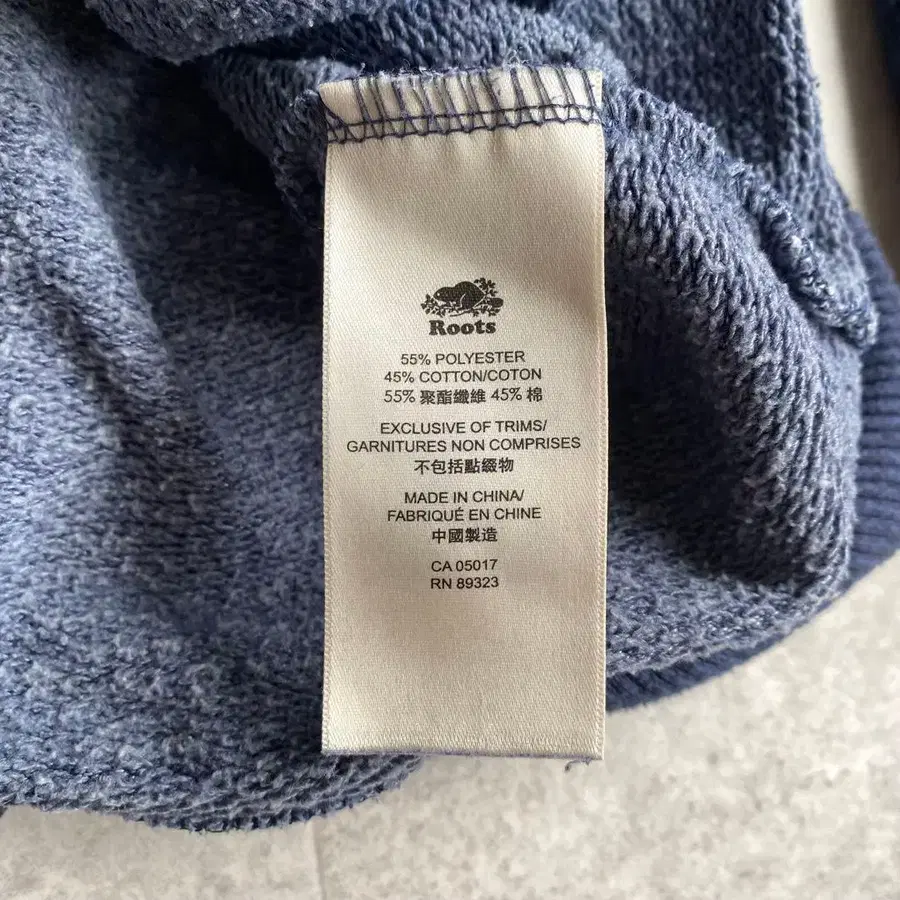 Roots
55% POLYESTER
45% COTTON/COTON
55% 聚酯纖維 45% 棉
EXCLUSIVE OF TRIMS/
GARNITURES NON COMPRISES
不包括點綴物
MADE IN CHINA/
FABRIQUÉ EN CHINE
中國製造
CA 05017
RN 89323